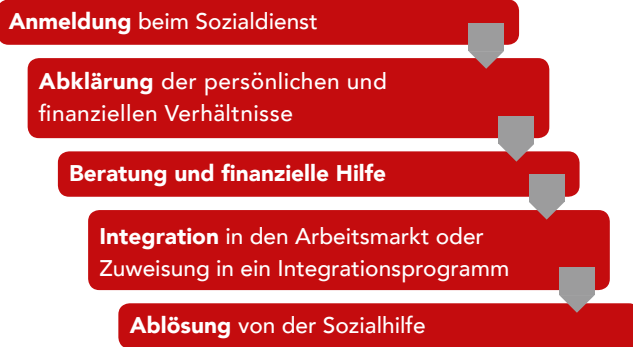 Anmeldung beim Sozialdienst
Abklärung der persönlichen und
finanziellen Verhältnisse
Beratung und finanzielle Hilfe
Integration in den Arbeitsmarkt oder
Zuweisung in ein Integrationsprogramm
Ablösung von der Sozialhilfe